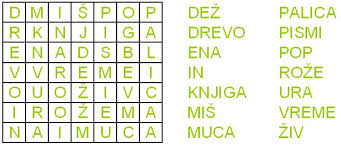 D M I Š P O P DEŽ PALICA
R K N J I G A DREVO PISMI
E N A D S B L ENA POP
V V R E M E I IN ROŽE
O U O Ž I V C KNJIGA URA
I R O Ž E M A MIŠ VREME
N A I M U C A MUCA ŽIV